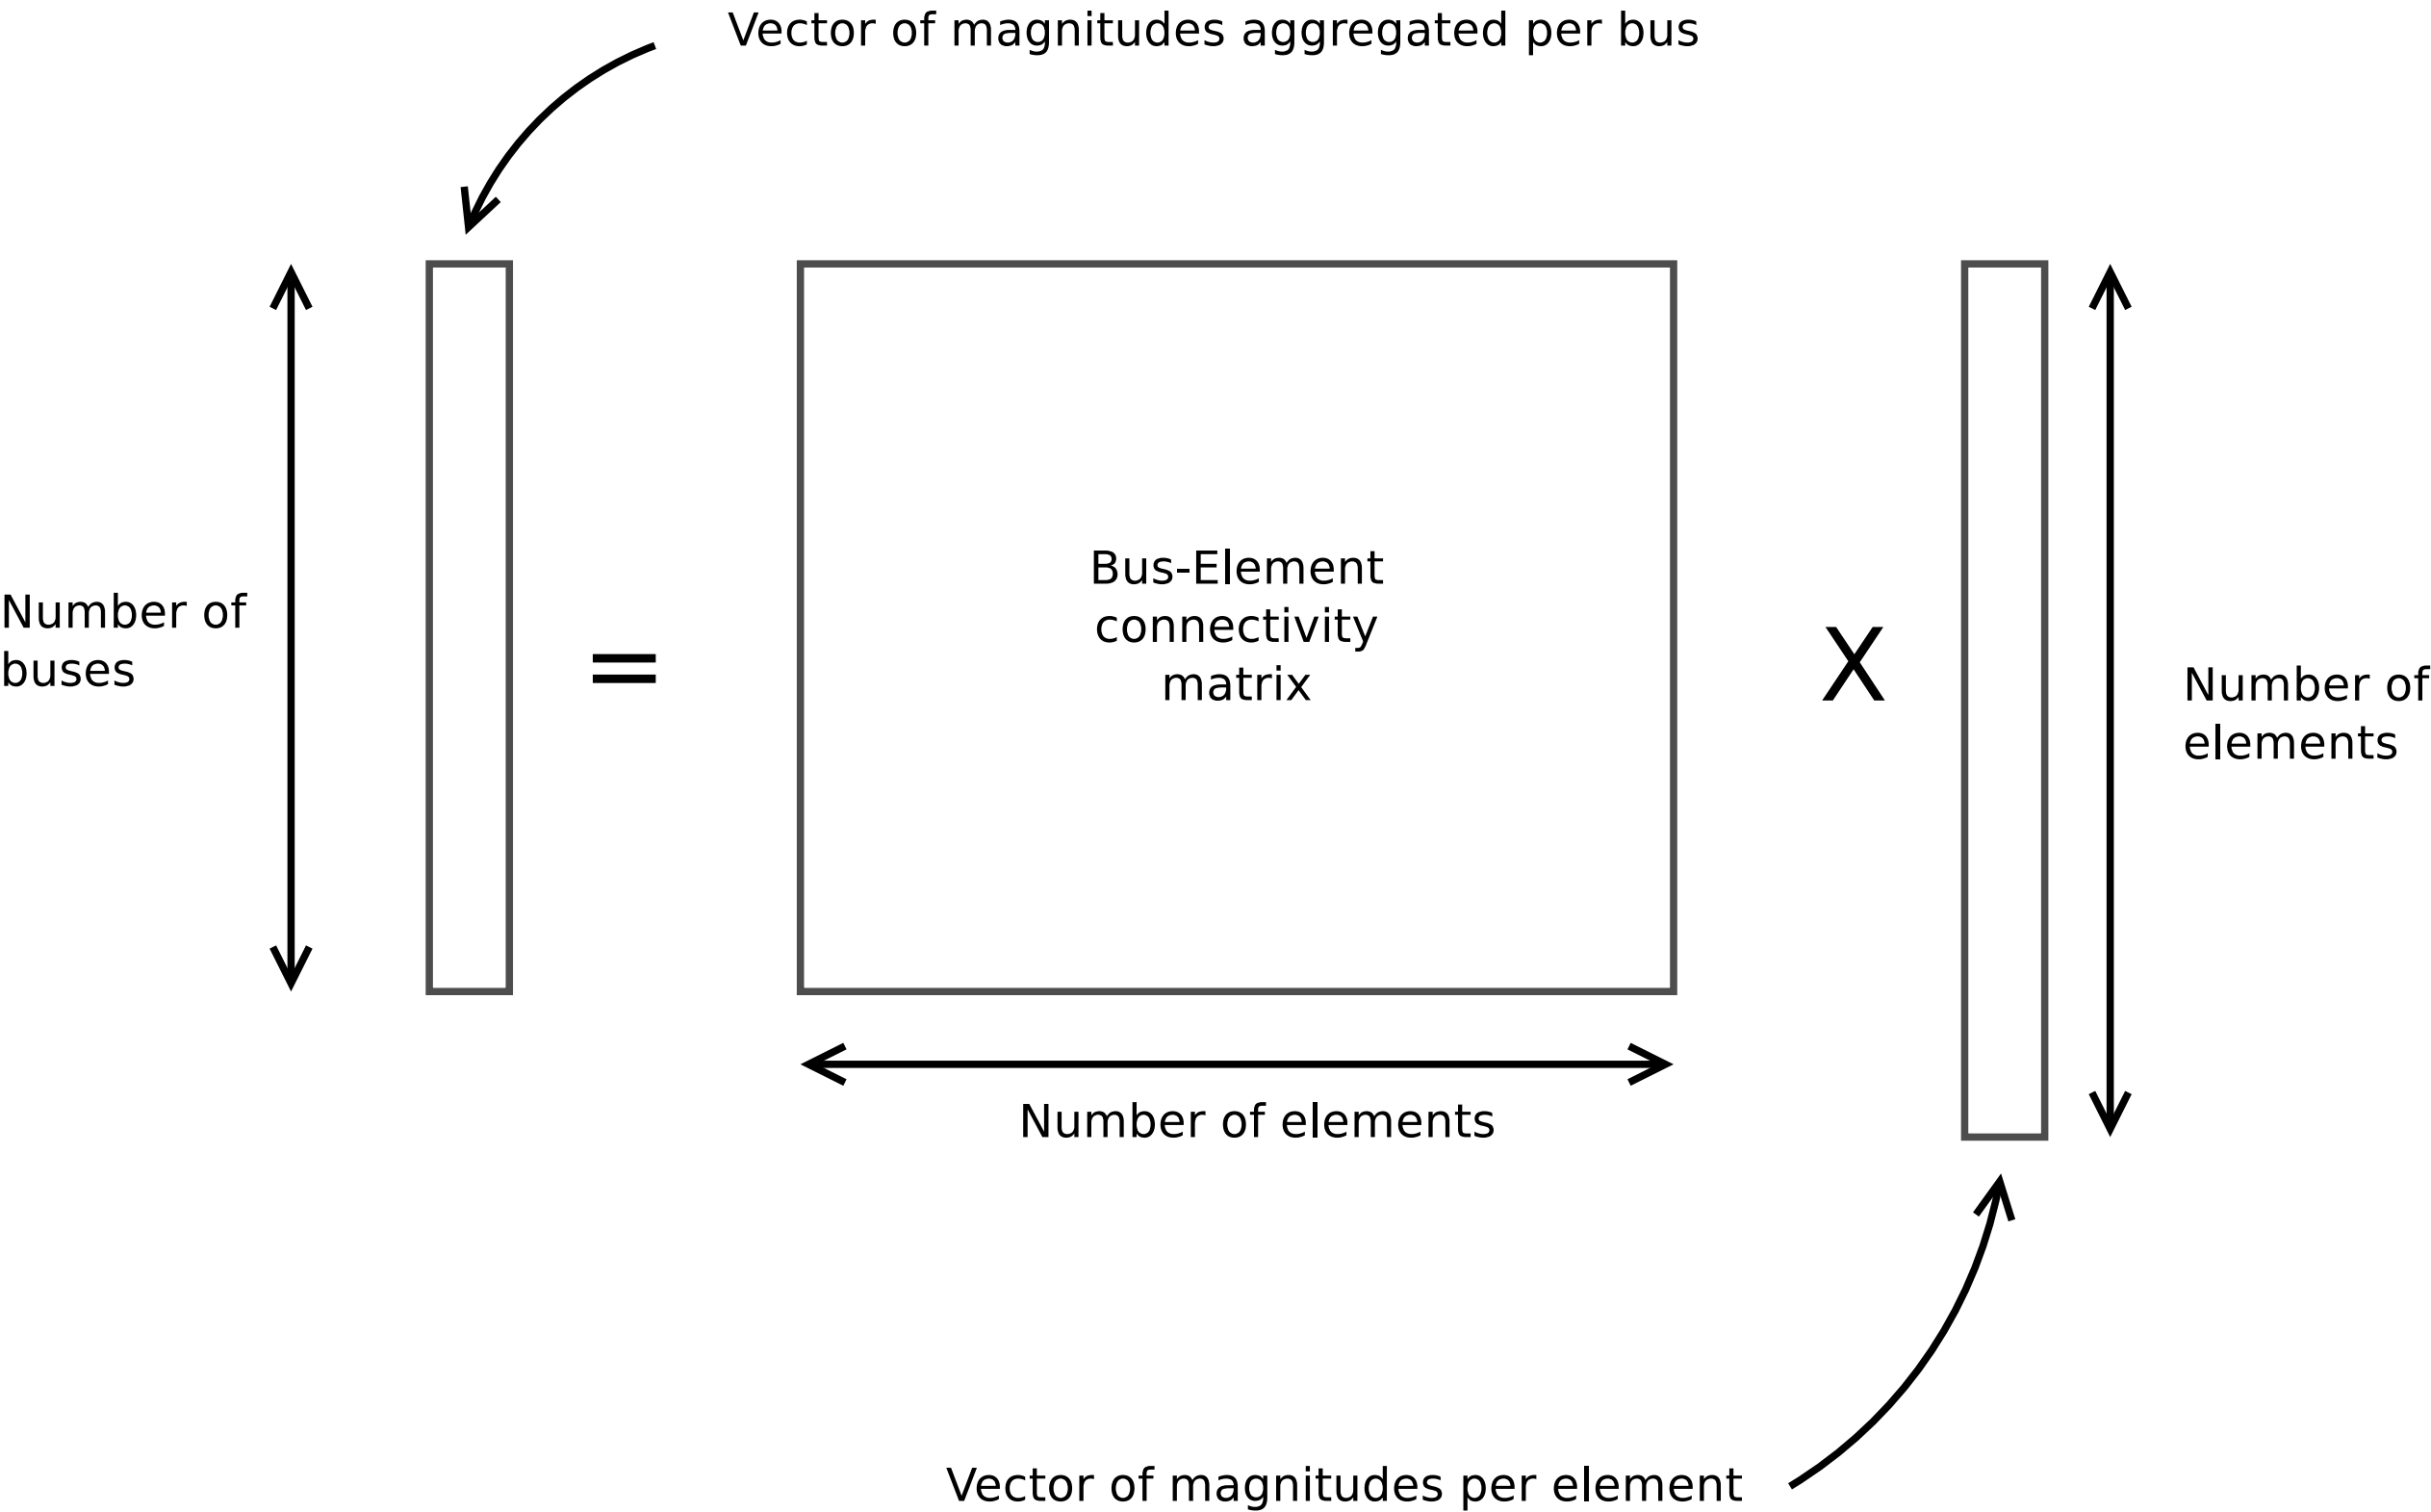 Vector of magnitudes aggregated per bus
Number of
buses
=
Bus-Element
connectivity
matrix
X
Number of
elements
Number of elements
Vector of magnitudes per element